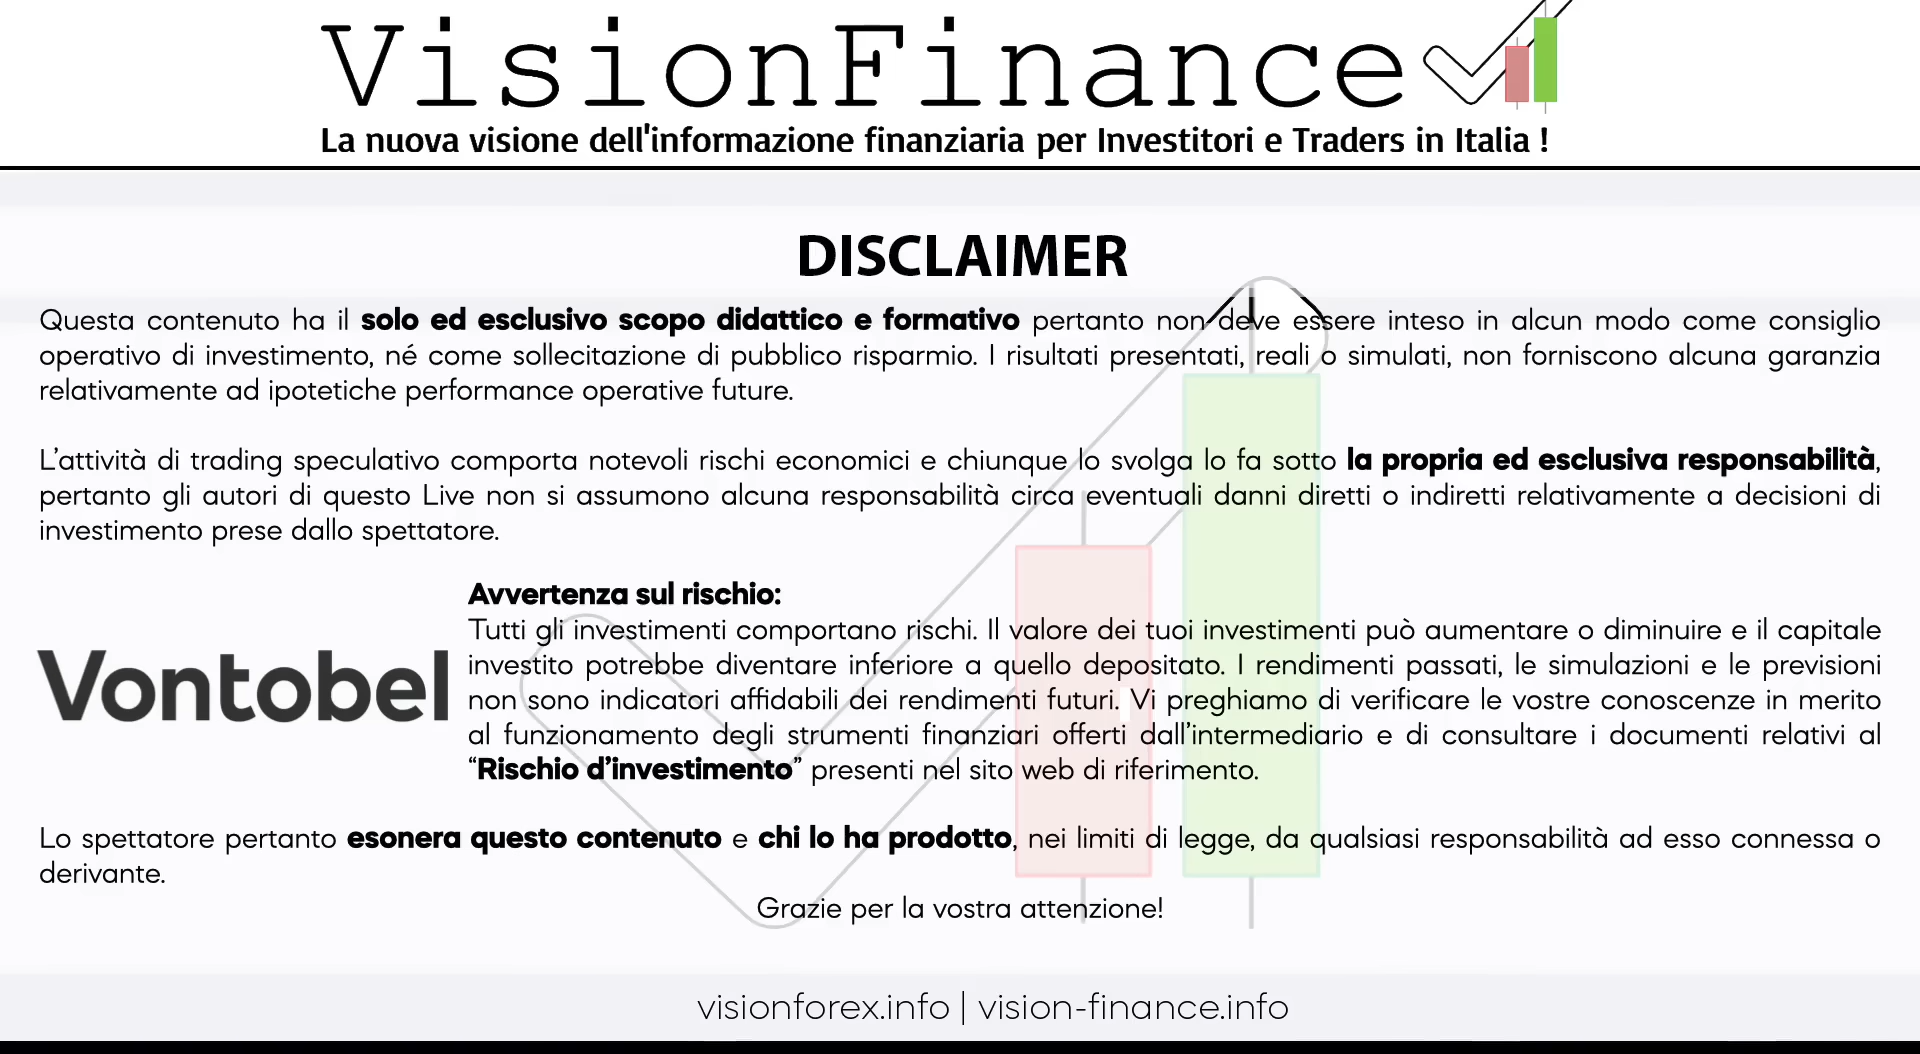 VisionFinance
La nuova visione dell'informazione finanziaria per Investitori e Traders in Italia !
DISCLAIMER
Questa contenuto ha il solo ed esclusivo scopo didattico e formativo pertanto non deve essere inteso in alcun modo come consiglio
operativo di investimento, né come sollecitazione di pubblico risparmio. I risultati presentati, reali o simulati, non forniscono alcuna garanzia
relativamente ad ipotetiche performance operative future.
L’attività di trading speculativo comporta notevoli rischi economici e chiunque lo svolga lo fa sotto la propria ed esclusiva responsabilità,
pertanto gli autori di questo Live non si assumono alcuna responsabilità circa eventuali danni diretti o indiretti relativamente a decisioni di
investimento prese dallo spettatore.
Vontobel
Avvertenza sul rischio:
Tutti gli investimenti comportano rischi. Il valore dei tuoi investimenti può aumentare o diminuire e il capitale
investito potrebbe diventare inferiore a quello depositato. I rendimenti passati, le simulazioni e le previsioni
non sono indicatori affidabili dei rendimenti futuri. Vi preghiamo di verificare le vostre conoscenze in merito
al funzionamento degli strumenti finanziari offerti dall’intermediario e di consultare i documenti relativi al
“Rischio d’investimento” presenti nel sito web di riferimento.
Lo spettatore pertanto esonera questo contenuto e chi lo ha prodotto, nei limiti di legge, da qualsiasi responsabilità ad esso connessa o
derivante.
Grazie per la vostra attenzione!
visionforex.info | vision-finance.info